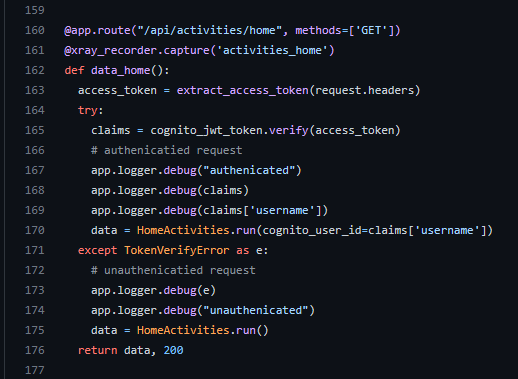 159
160 @app.route("/api/activities/home", methods=['GET'])
161 @xray_recorder.capture('activities_home')
162 def data_home():
163   access_token = extract_access_token(request.headers)
164   try:
165     claims = cognito_jwt_token.verify(access_token)
166     # authenicatied request
167     app.logger.debug("authenicated")
168     app.logger.debug(claims)
169     app.logger.debug(claims['username'])
170     data = HomeActivities.run(cognito_user_id=claims['username'])
171   except TokenVerifyError as e:
172     # unauthenicatied request
173     app.logger.debug(e)
174     app.logger.debug("unauthenicated")
175     data = HomeActivities.run()
176   return data, 200
177